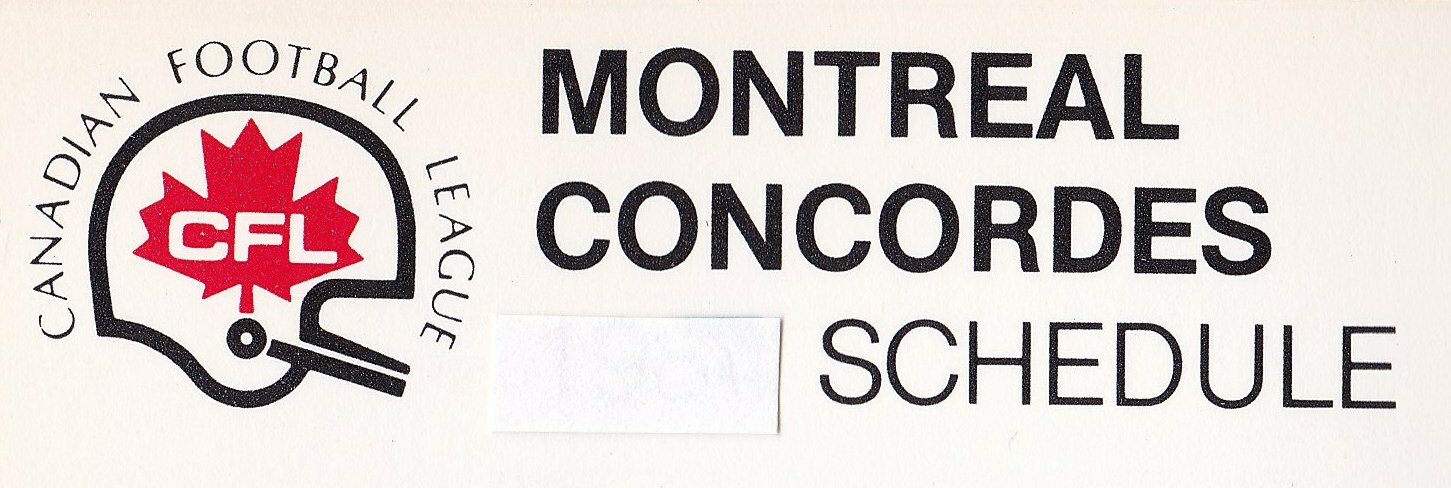 CANADIAN FOOTBALL LEAGUE
CFL
MONTREAL
CONCORDES
SCHEDULE